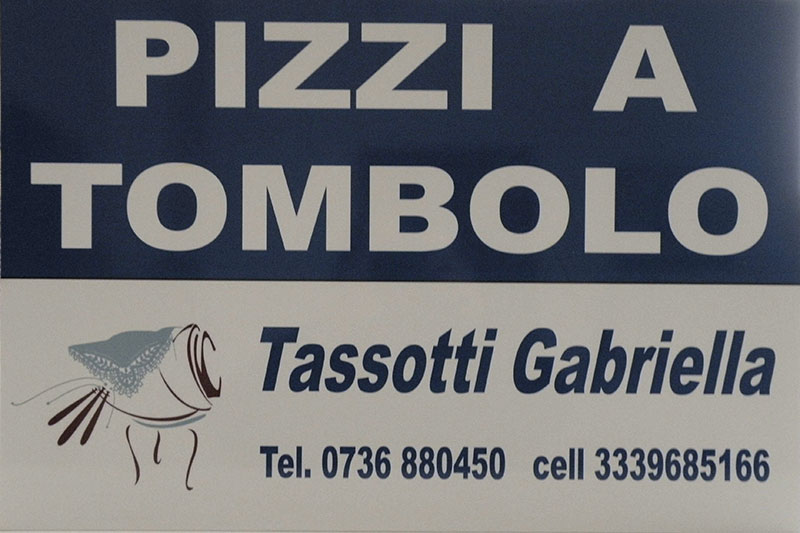 PIZZI A
TOMBOLO
Tassotti Gabriella
Tel. 0736 880450 cell 3339685166